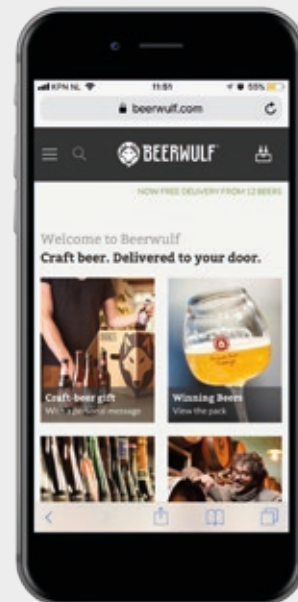 KPN NL 11:51 55%
beerwulf.com
BEERWULF
NOW FREE DELIVERY FROM 12 BEERS
Welcome to Beerwulf
Craft beer. Delivered to your door.
Craft-beer gift
With a personal message
Winning Beers
View the pack